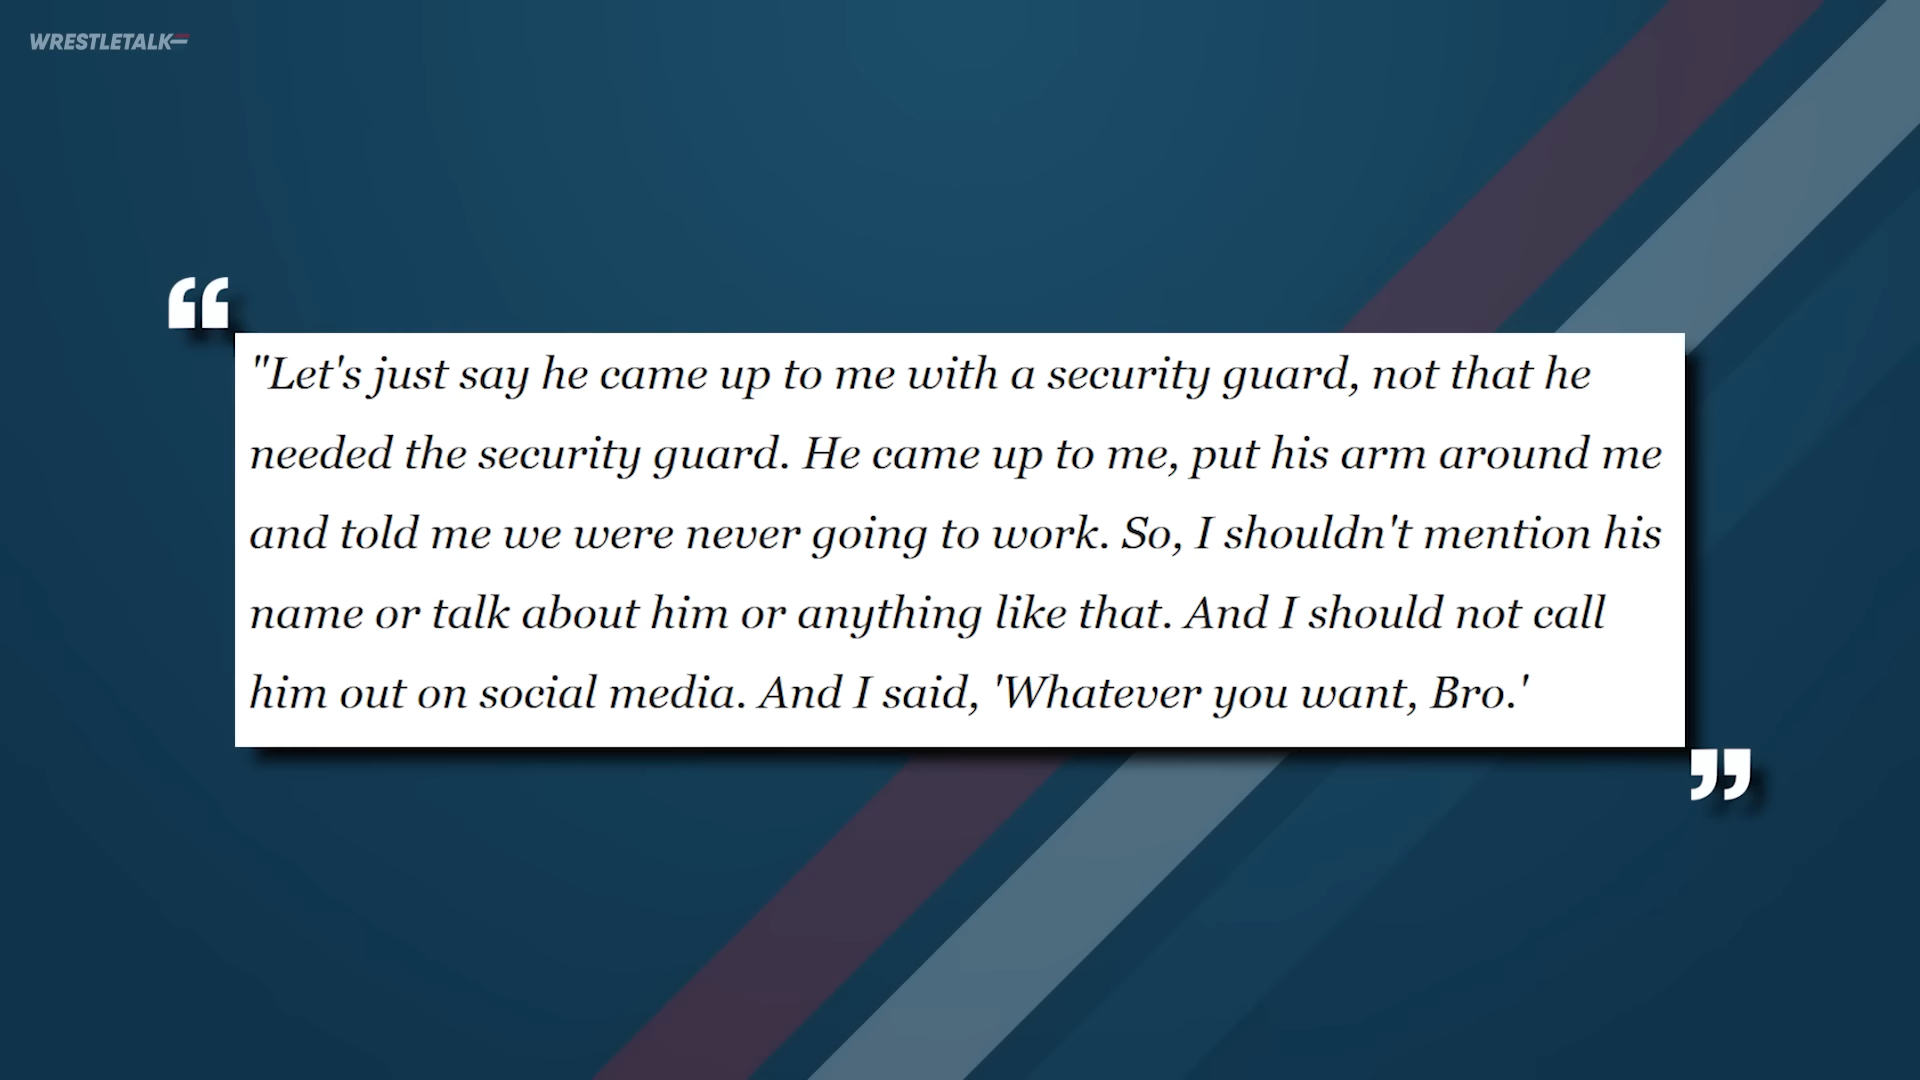 WRESTLETALK
“
"Let's just say he came up to me with a security guard, not that he
needed the security guard. He came up to me, put his arm around me
and told me we were never going to work. So, I shouldn't mention his
name or talk about him or anything like that. And I should not call
him out on social media. And I said, 'Whatever you want, Bro.'
”